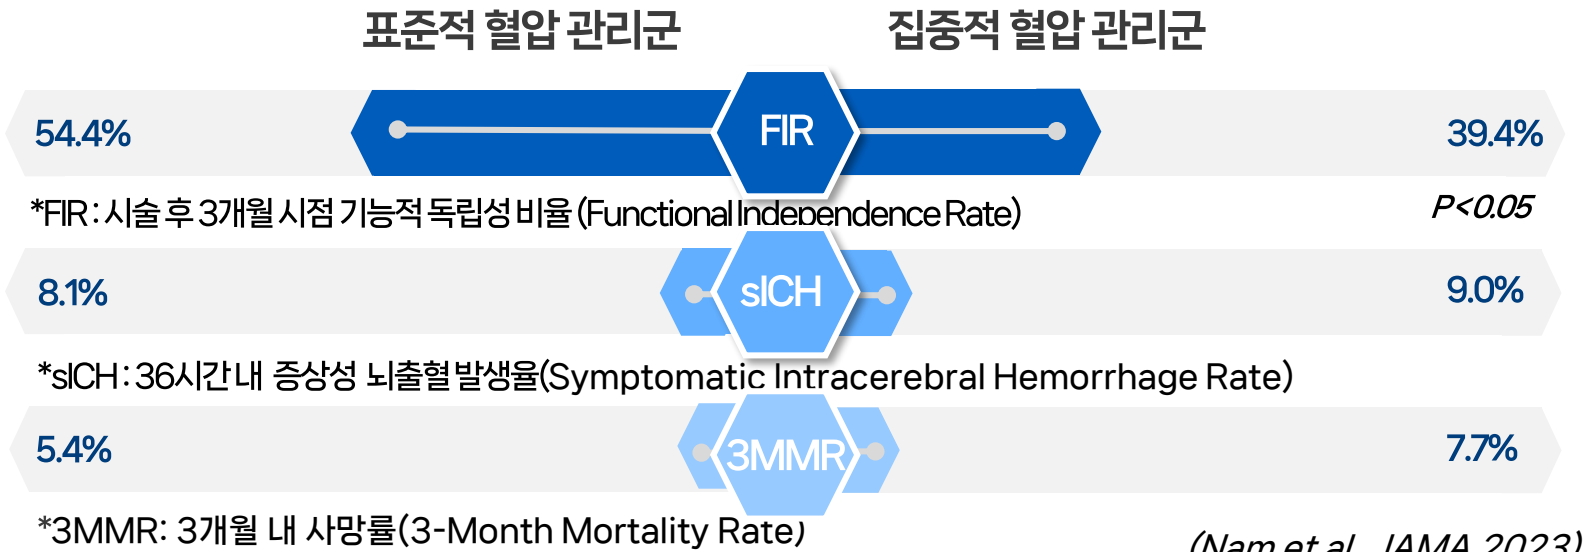 표준적 혈압 관리군 집중적 혈압 관리군
54.4% FIR 39.4%
*FIR : 시술 후 3개월 시점 기능적 독립성 비율 (Functional Independence Rate) P<0.05
8.1% sICH 9.0%
*sICH : 36시간 내 증상성 뇌출혈 발생율(Symptomatic Intracerebral Hemorrhage Rate)
5.4% 3MMR 7.7%
*3MMR: 3개월 내 사망률(3-Month Mortality Rate)
(Nam et al., JAMA 2023)